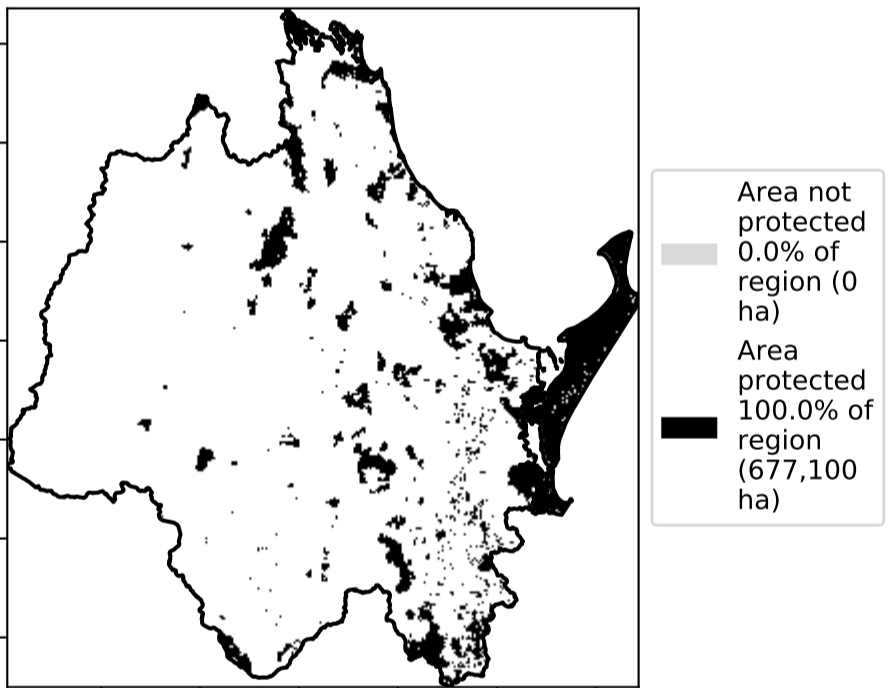 Area not
protected
0.0% of
region (0
ha)
Area
protected
100.0% of
region
(677,100
ha)